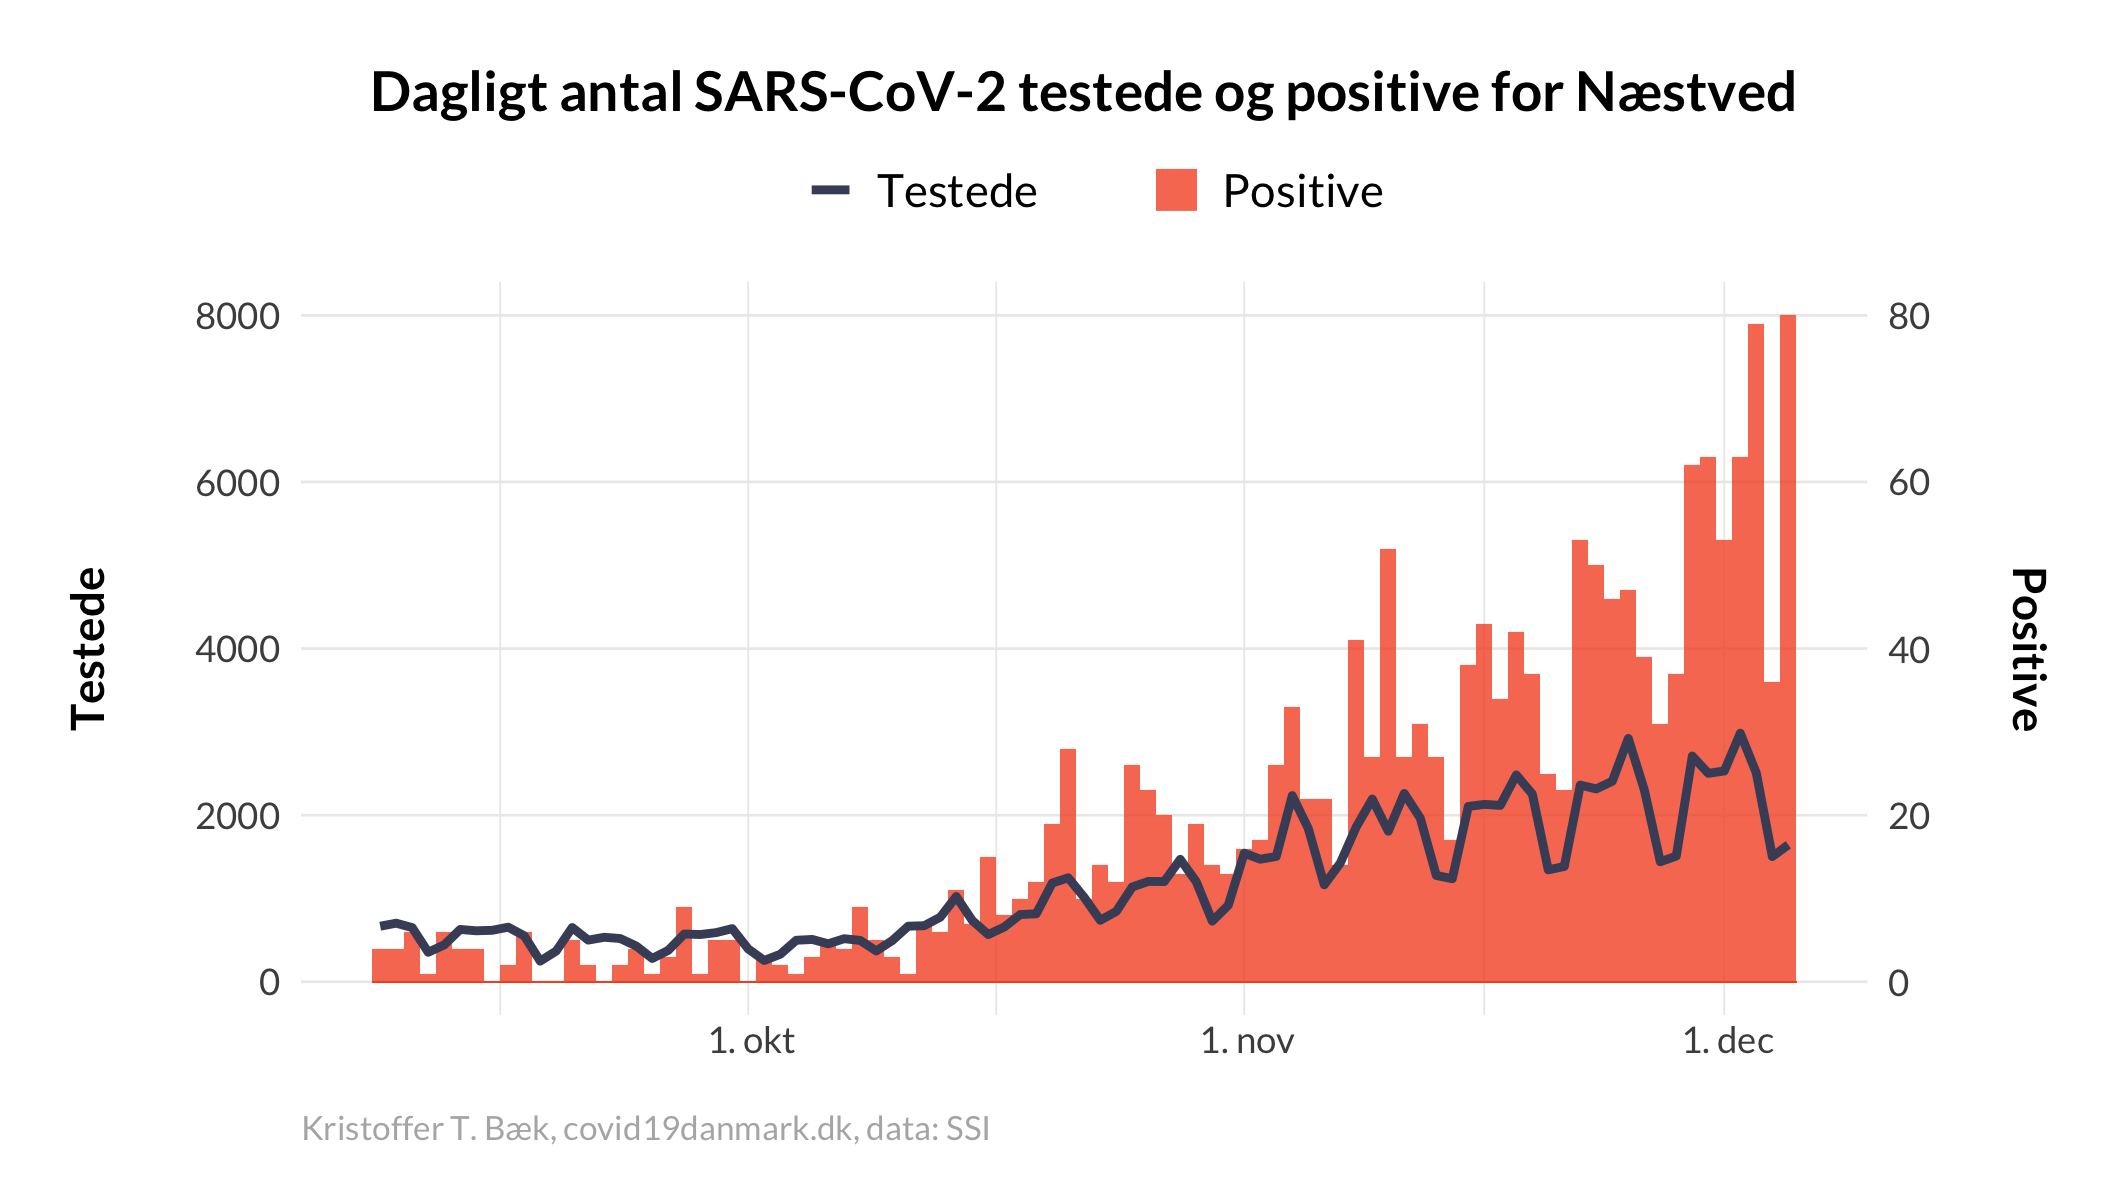 Dagligt antal SARS-CoV-2 testede og positive for Næstved
Testede
Positive
8000
6000
4000
2000
0
Testede
80
60
40
20
0
Positive
1. okt
1. nov
1. dec
Kristoffer T. Bæk, covid19danmark.dk, data: SSI